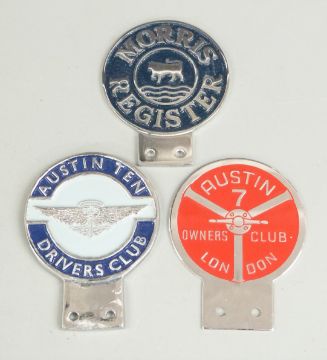 MORRIS
REGISTER
AUSTIN TEN
DRIVERS CLUB
AUSTIN
7
OWNERS CLUB·
LONDON